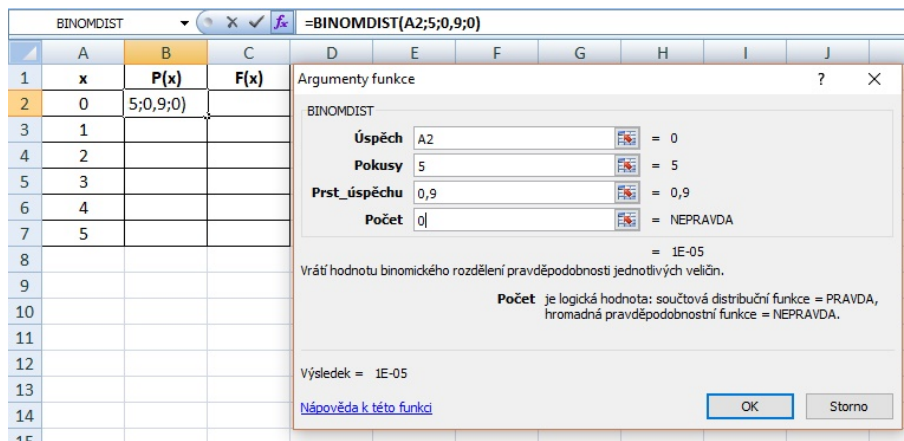 BINOMDIST =BINOMDIST(A2;5;0,9;0)
A B C D E F G H I J
1 x P(x) F(x)
2 0 5;0,9;0)
3 1
4 2
5 3
6 4
7 5
8
9
10
11
12
13
14
15
Argumenty funkce ? ×
BINOMDIST
Úspěch A2 = 0
Pokusy 5 = 5
Prst_úspěchu 0,9 = 0,9
Počet 0 = NEPRAVDA
= 1E-05
Vrátí hodnotu binomického rozdělení pravděpodobnosti jednotlivých veličin.
Počet je logická hodnota: součtová distribuční funkce = PRAVDA,
hromadná pravděpodobnostní funkce = NEPRAVDA.
Výsledek = 1E-05
Nápověda k této funkci OK Storno